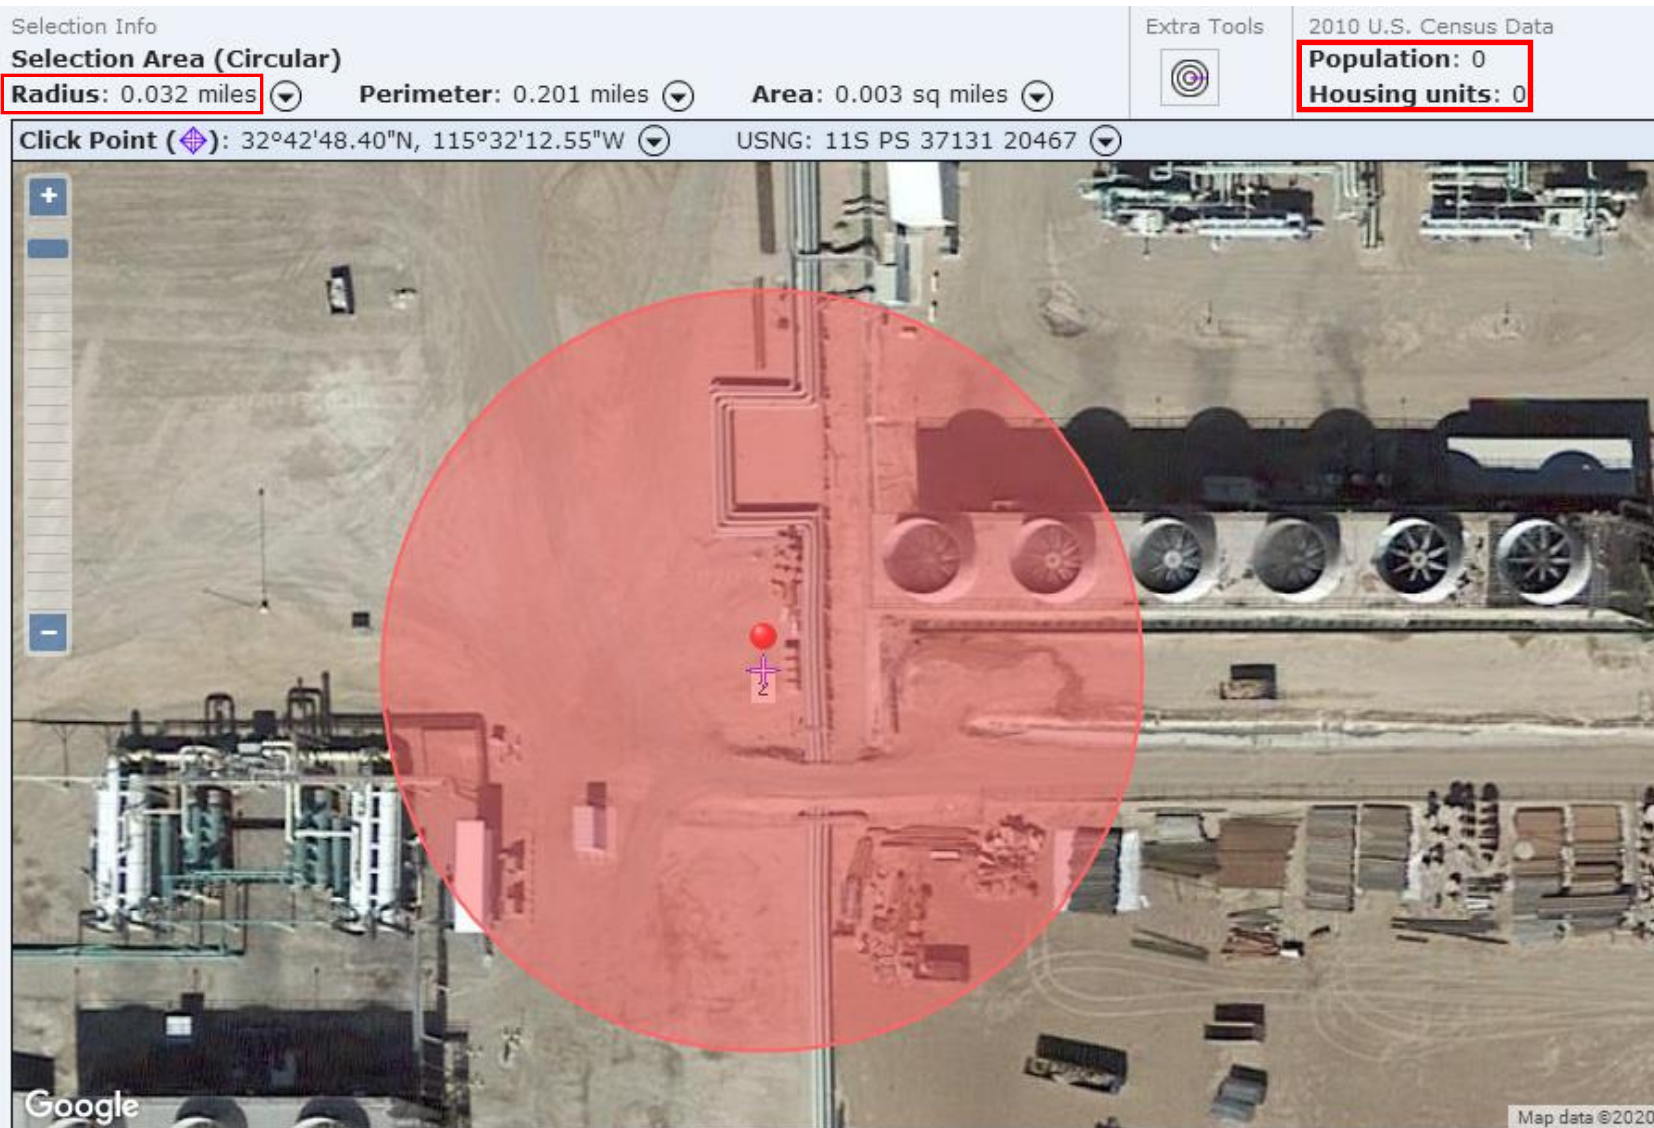 Selection Info
Selection Area (Circular)
Radius: 0.032 miles Perimeter: 0.201 miles Area: 0.003 sq miles
Extra Tools
2010 U.S. Census Data
Population: 0
Housing units: 0
Click Point ( ): 32°42'48.40"N, 115°32'12.55"W USNG: 11S PS 37131 20467
+
−
2
Google
Map data ©2020